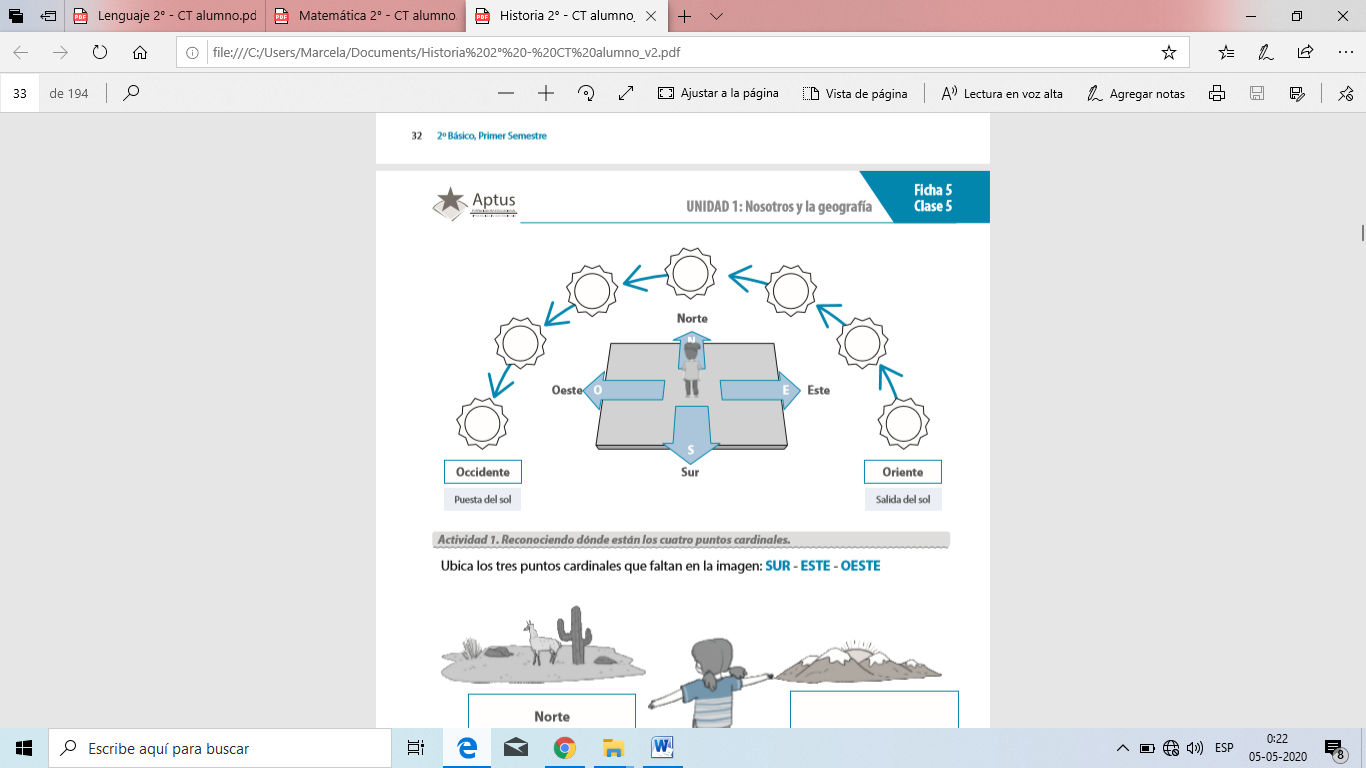 Lenguaje 2° - CT alumno.pd
Matemática 2° - CT alumno.
Historia 2° - CT alumno_
file:///C:/Users/Marcela/Documents/Historia%202°%20-%20CT%20alumno_v2.pdf
33 de 194
Ajustar a la página
Vista de página
Lectura en voz alta
Agregar notas
32 2º Básico, Primer Semestre
Aptus
UNIDAD 1: Nosotros y la geografía
Ficha 5
Clase 5
Norte
N
Oeste
O
E
Este
S
Sur
Occidente
Oriente
Puesta del sol
Salida del sol
Actividad 1. Reconociendo dónde están los cuatro puntos cardinales.
Ubica los tres puntos cardinales que faltan en la imagen: SUR - ESTE - OESTE
Norte
Escribe aquí para buscar
ESP
0:22
05-05-2020
8